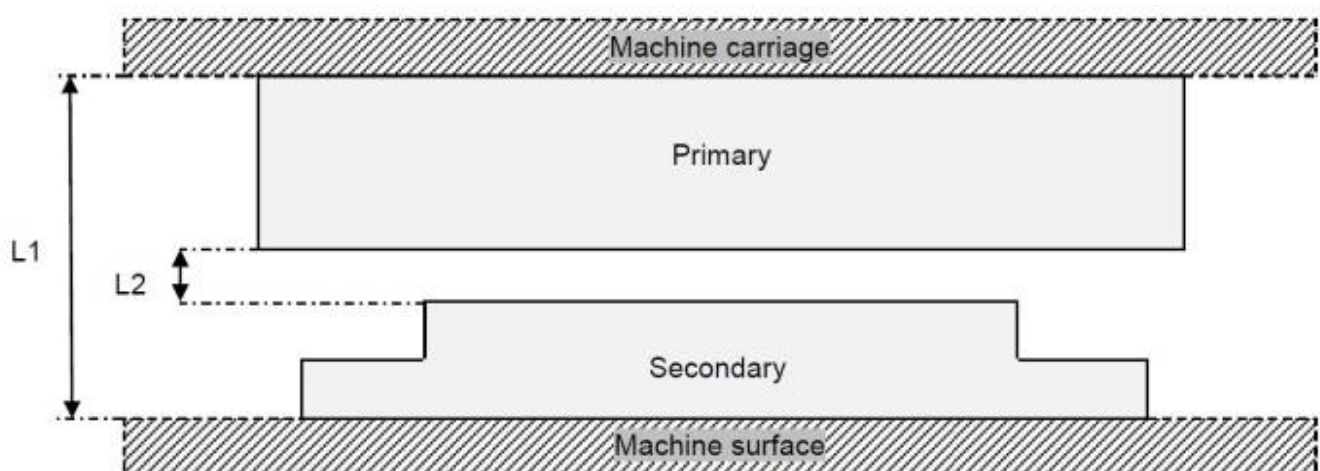 Machine carriage
Primary
L1
L2
Secondary
Machine surface